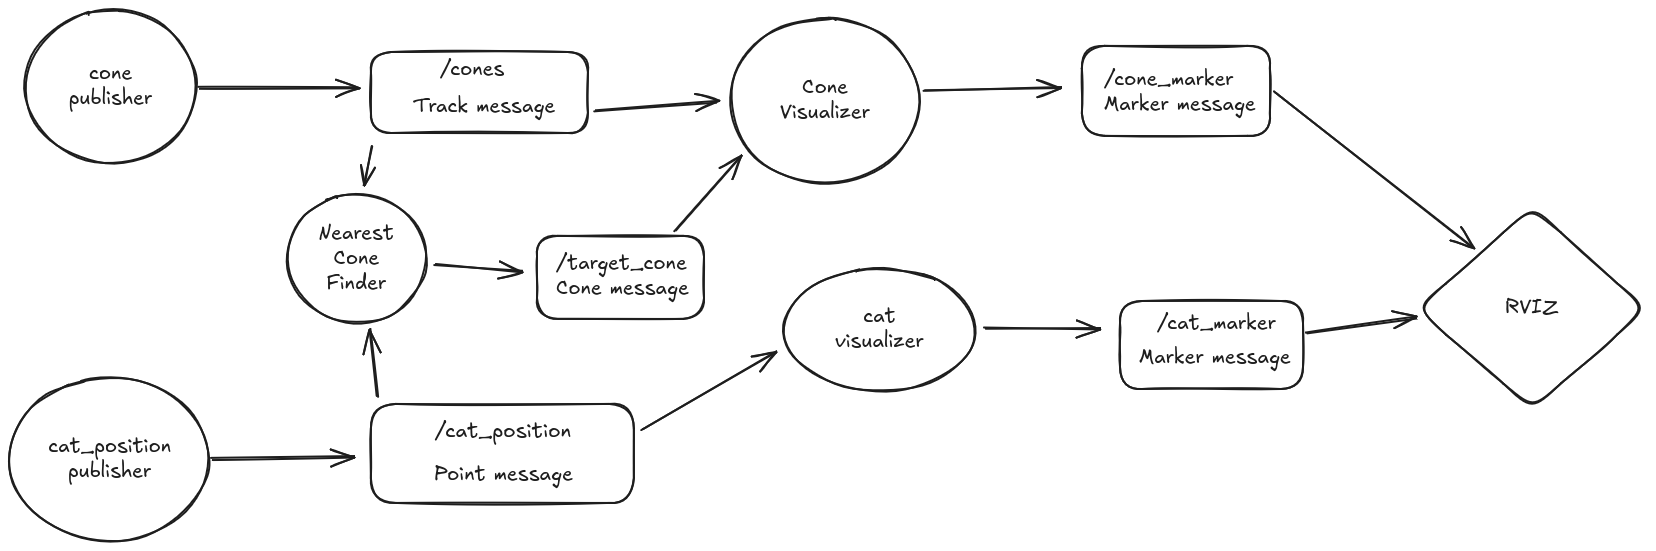 cone
publisher
/cones
Track message
Cone
Visualizer
/cone_marker
Marker message
Nearest
Cone
Finder
/target_cone
Cone message
cat
visualizer
/cat_marker
Marker message
RVIZ
cat_position
publisher
/cat_position
Point message